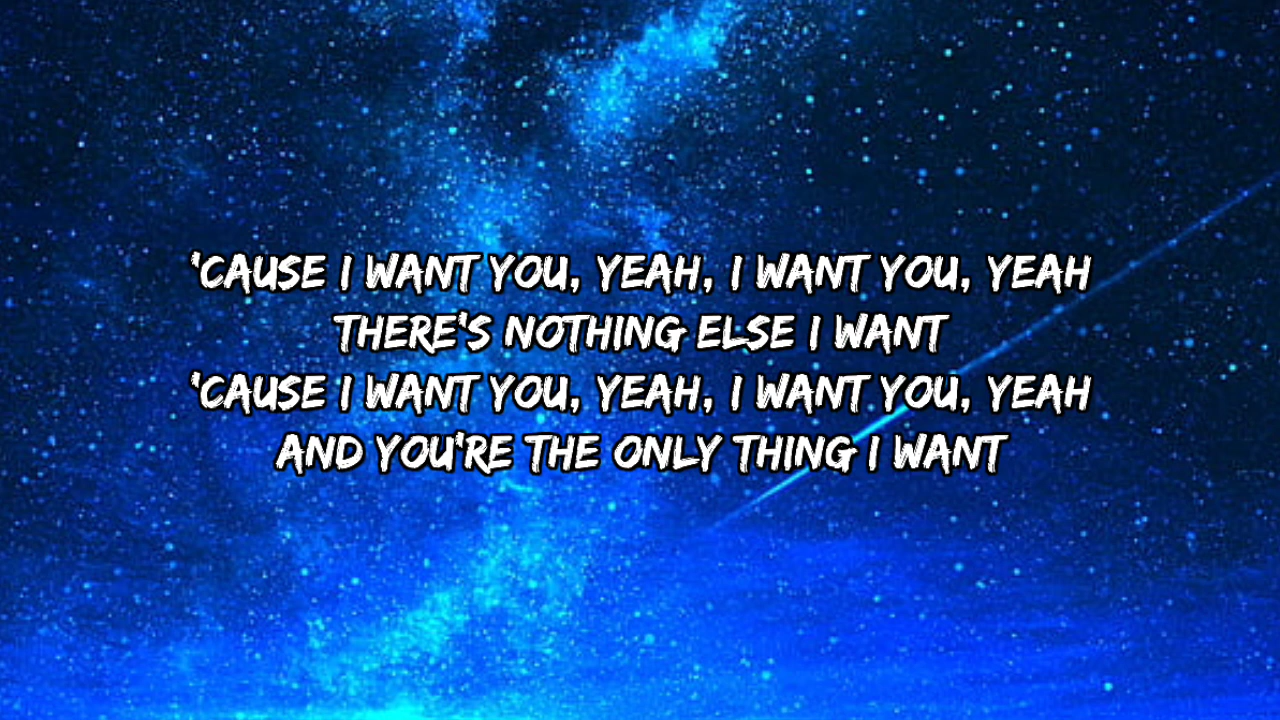 'CAUSE I WANT YOU, YEAH, I WANT YOU, YEAH
THERE'S NOTHING ELSE I WANT
'CAUSE I WANT YOU, YEAH, I WANT YOU, YEAH
AND YOU'RE THE ONLY THING I WANT